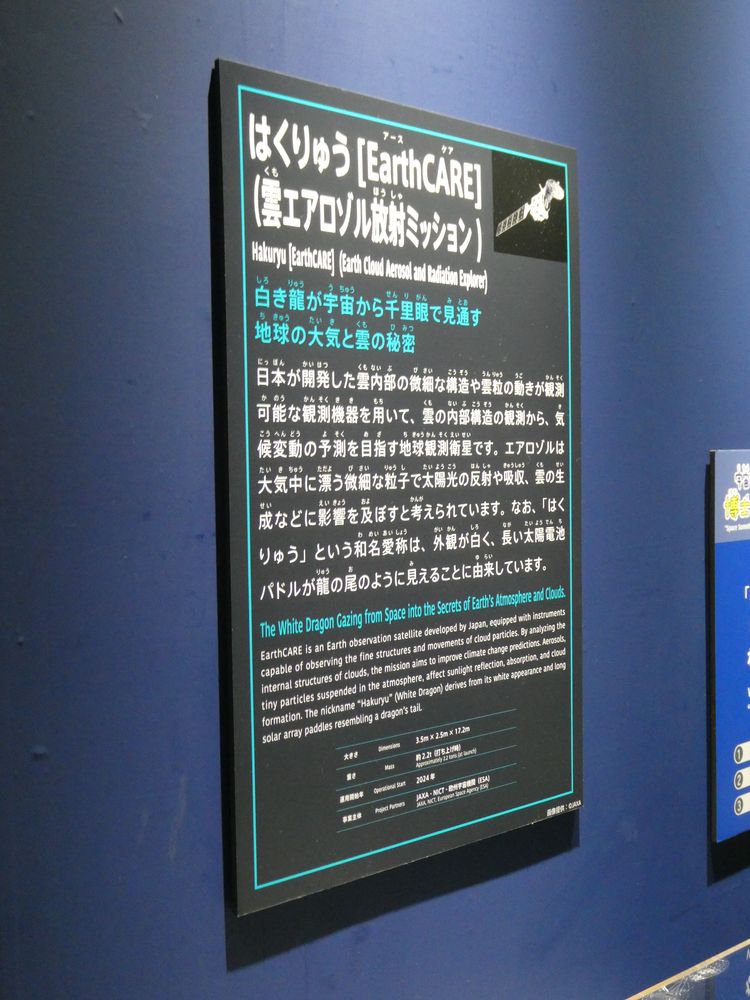 はくりゅう [EarthCARE]
(雲エアロゾル放射ミッション)
Hakuryu [EarthCARE] (Earth Cloud Aerosol and Radiation Explorer)
白き龍が宇宙から千里眼で見通す
地球の大気と雲の秘密
日本が開発した雲内部の微細な構造や雲粒の動きが観測
可能な観測機器を用いて、雲の内部構造の観測から、気
候変動の予測を目指す地球観測衛星です。エアロゾルは
大気中に漂う微細な粒子で太陽光の反射や吸収、雲の生
成などに影響を及ぼすと考えられています。なお、「はく
りゅう」という和名愛称は、外観が白く、長い太陽電池
パドルが龍の尾のように見えることに由来しています。
The White Dragon Gazing from Space into the Secrets of Earth's Atmosphere and Clouds.
EarthCARE is an Earth observation satellite developed by Japan, equipped with instruments
capable of observing the fine structures and movements of cloud particles. By analyzing the
internal structures of clouds, the mission aims to improve climate change predictions. Aerosols,
tiny particles suspended in the atmosphere, affect sunlight reflection, absorption, and cloud
formation. The nickname "Hakuryu" (White Dragon) derives from its white appearance and long
solar array paddles resembling a dragon's tail.
大きさ Dimensions 3.5m × 2.5m × 17.2m
重さ Mass 約 2.2t (打ち上げ時)
Approximately 2.2 tons (at launch)
運用開始年 Operational Start 2024 年
事業主体 Project Partners JAXA・NICT・欧州宇宙機関 (ESA)
JAXA, NICT, European Space Agency (ESA)
画像提供:©JAXA
博士
①
②
③